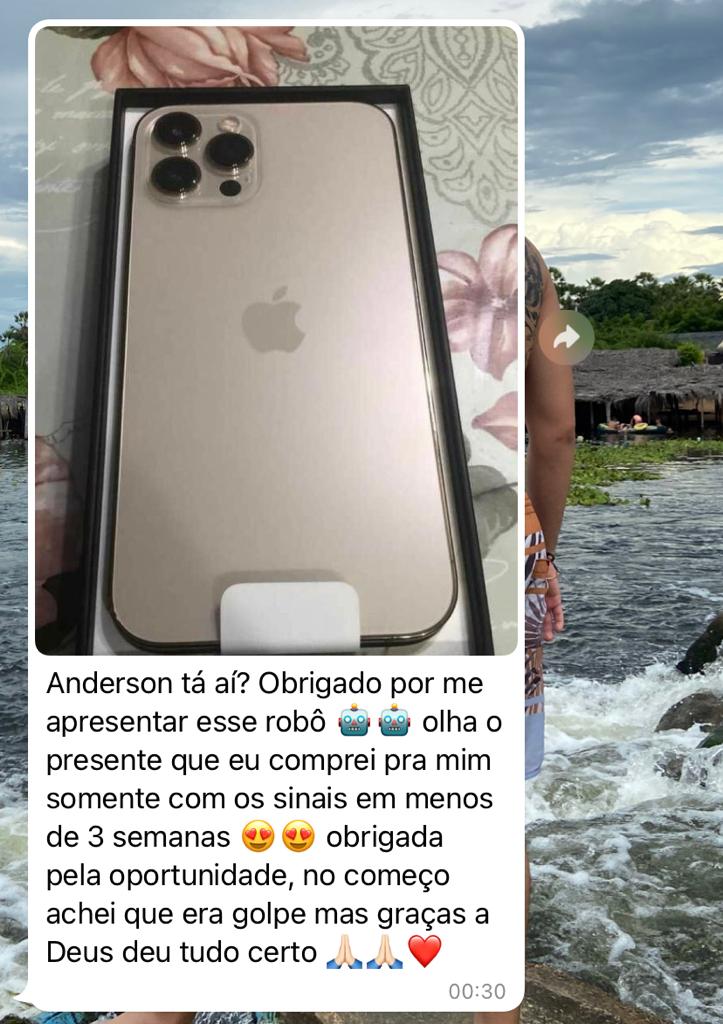 Anderson tá aí? Obrigado por me
apresentar esse robô 🤖 🤖 olha o
presente que eu comprei pra mim
somente com os sinais em menos
de 3 semanas 😍 😍 obrigada
pela oportunidade, no começo
achei que era golpe mas graças a
Deus deu tudo certo 🙏🏻🙏🏻❤️
00:30